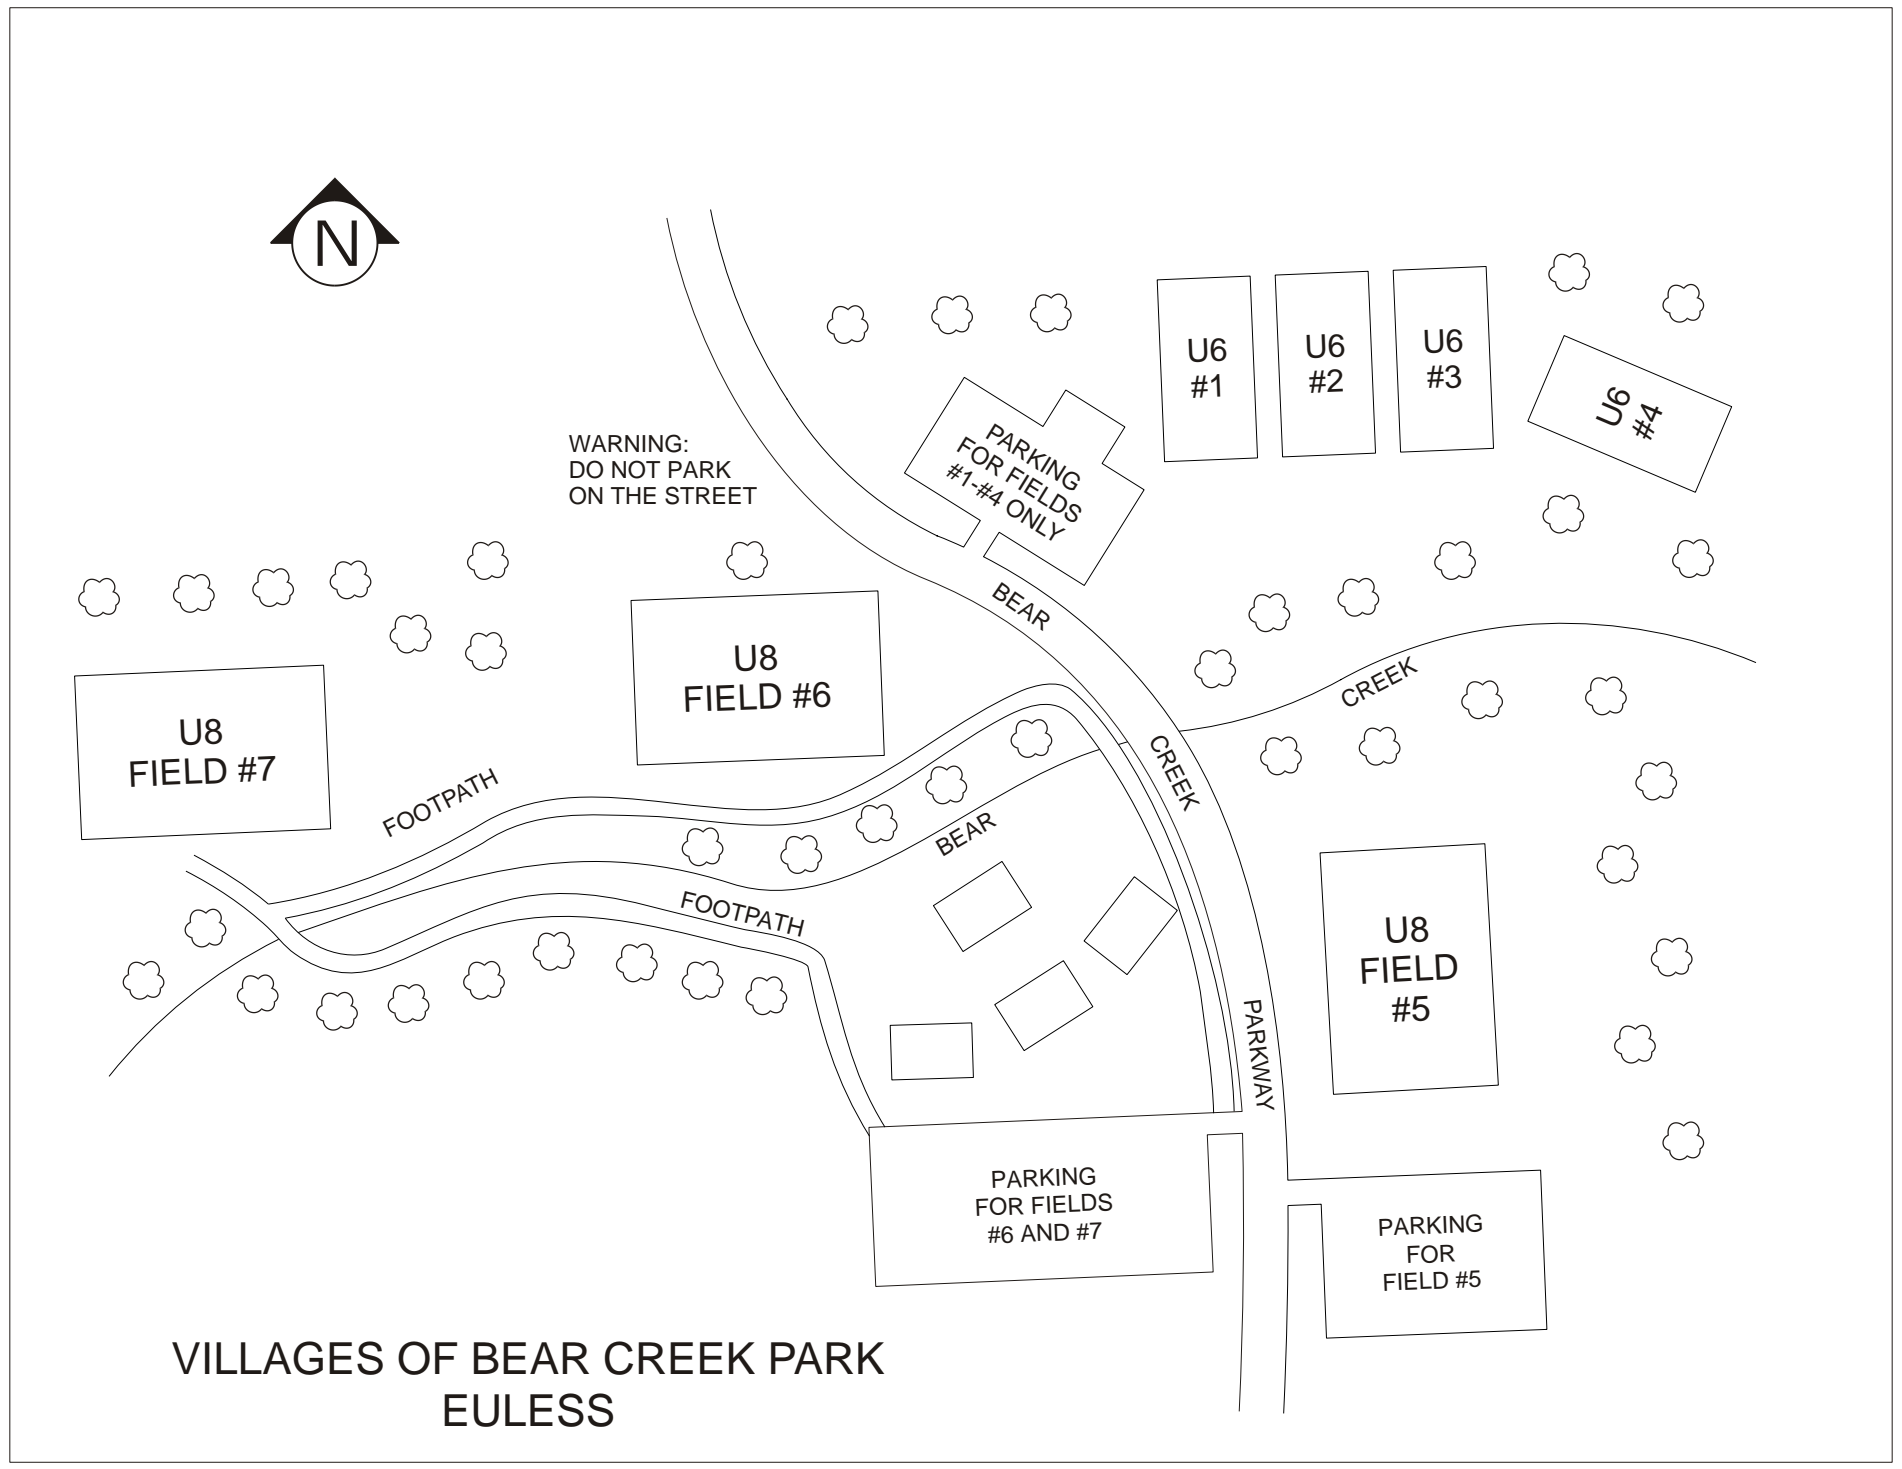 N
WARNING:
DO NOT PARK
ON THE STREET
PARKING
FOR FIELDS
#1-#4 ONLY
U6
#1
U6
#2
U6
#3
U6
#4
BEAR
CREEK
PARKWAY
CREEK
BEAR
U8
FIELD #6
U8
FIELD #7
FOOTPATH
FOOTPATH
U8
FIELD
#5
PARKING
FOR FIELDS
#6 AND #7
PARKING
FOR
FIELD #5
VILLAGES OF BEAR CREEK PARK
EULESS